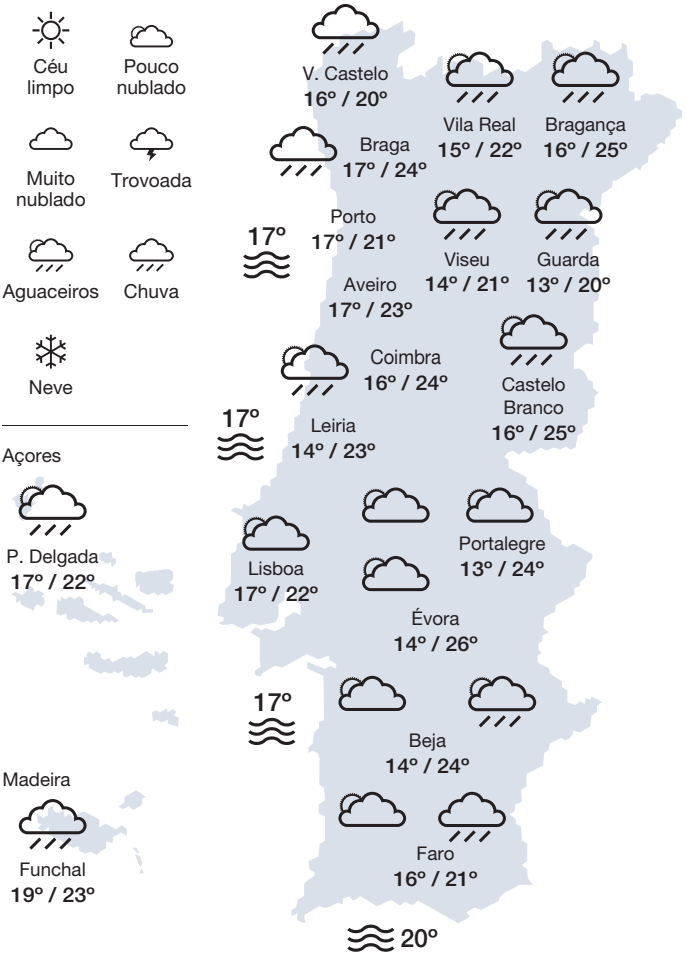 Céu
limpo
Pouco
nublado
Muito
nublado
Trovoada
Aguaceiros
Chuva
Neve
Açores
P. Delgada
17º / 22º
Madeira
Funchal
19º / 23º
V. Castelo
16º / 20º
Braga
17º / 24º
Vila Real
15º / 22º
Bragança
16º / 25º
Porto
17º / 21º
17º
Viseu
14º / 21º
Guarda
13º / 20º
Aveiro
17º / 23º
Coimbra
16º / 24º
Castelo
Branco
16º / 25º
17º
Leiria
14º / 23º
Lisboa
17º / 22º
Portalegre
13º / 24º
Évora
14º / 26º
17º
Beja
14º / 24º
Faro
16º / 21º
20º